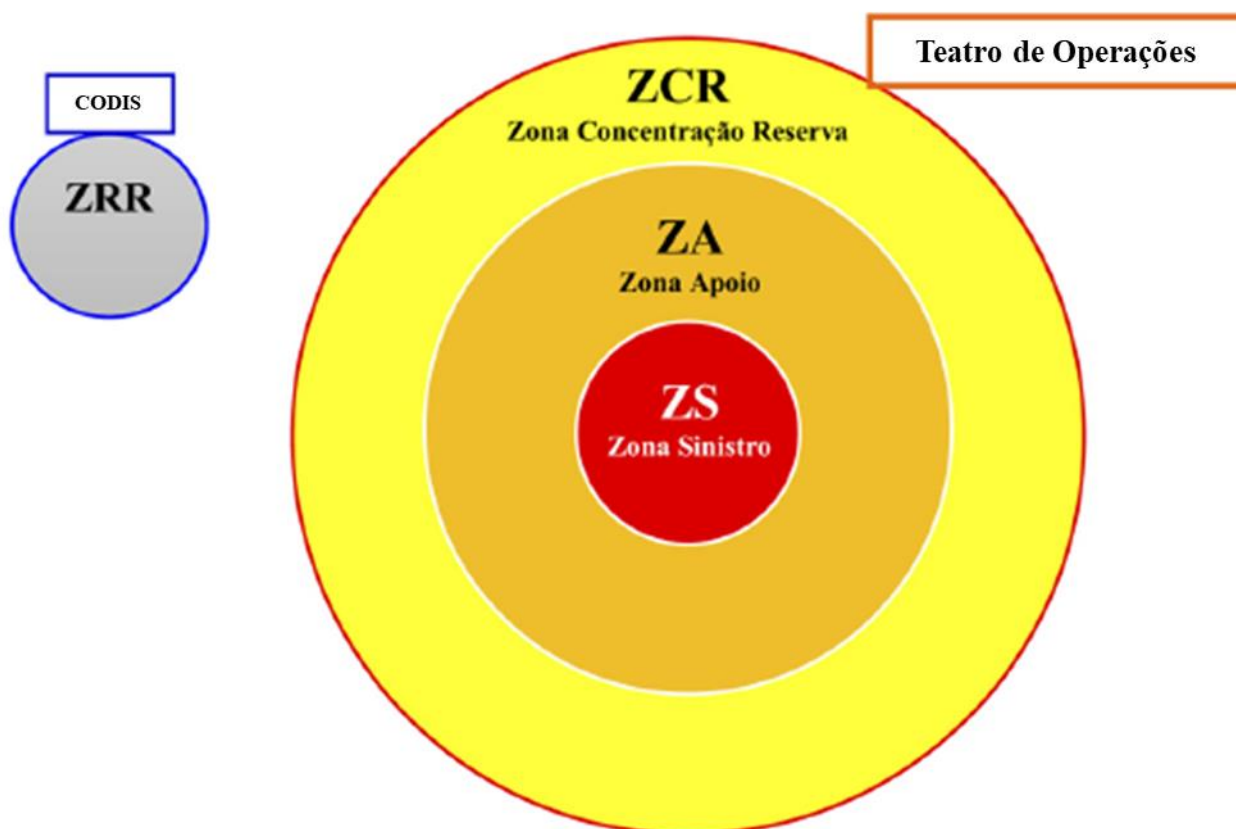 Teatro de Operações
CODIS
ZRR
ZCR
Zona Concentração Reserva
ZA
Zona Apoio
ZS
Zona Sinistro